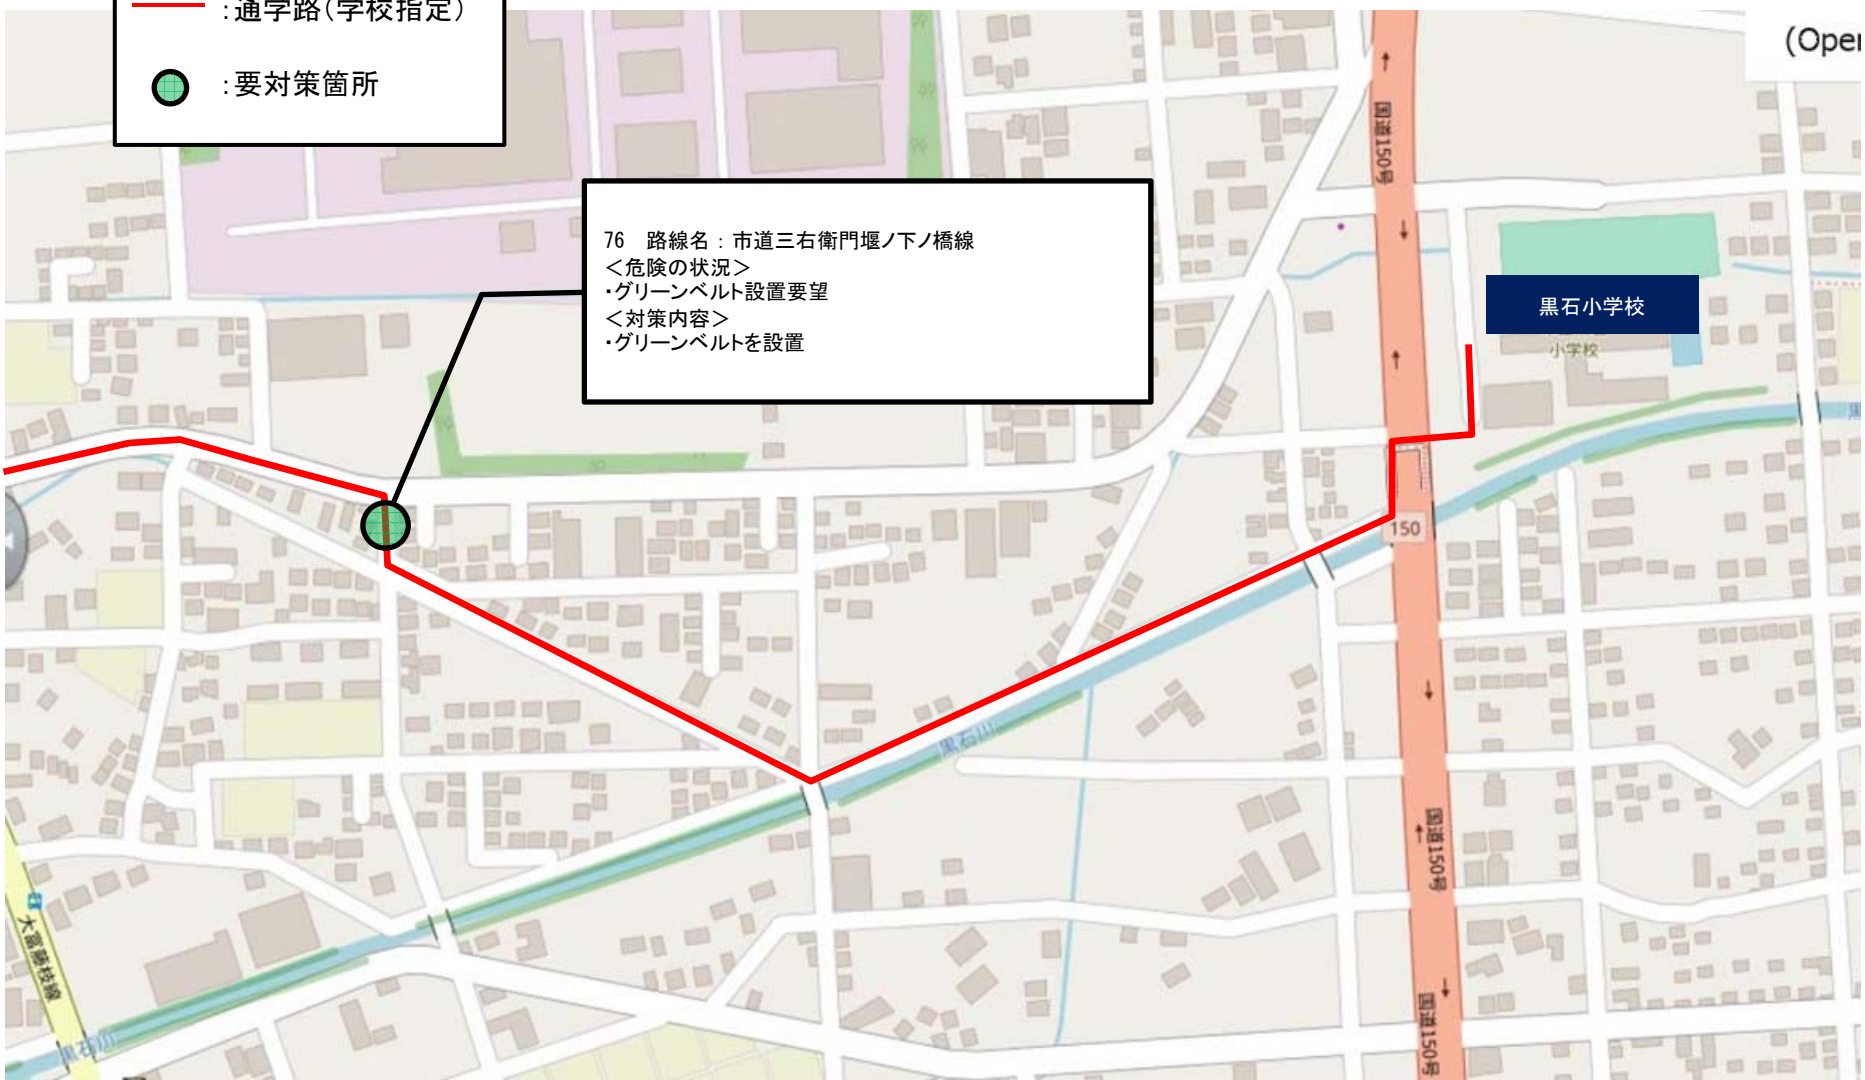 :通学路(学校指定)
:要対策箇所
(Oper
国道150号
76 路線名:市道三右衛門堰ノ下ノ橋線
<危険の状況>
・グリーンベルト設置要望
<対策内容>
・グリーンベルトを設置
黒石小学校
小学校
150
黒石川
国道150号
大富藤枝線
黒石川
国道150号